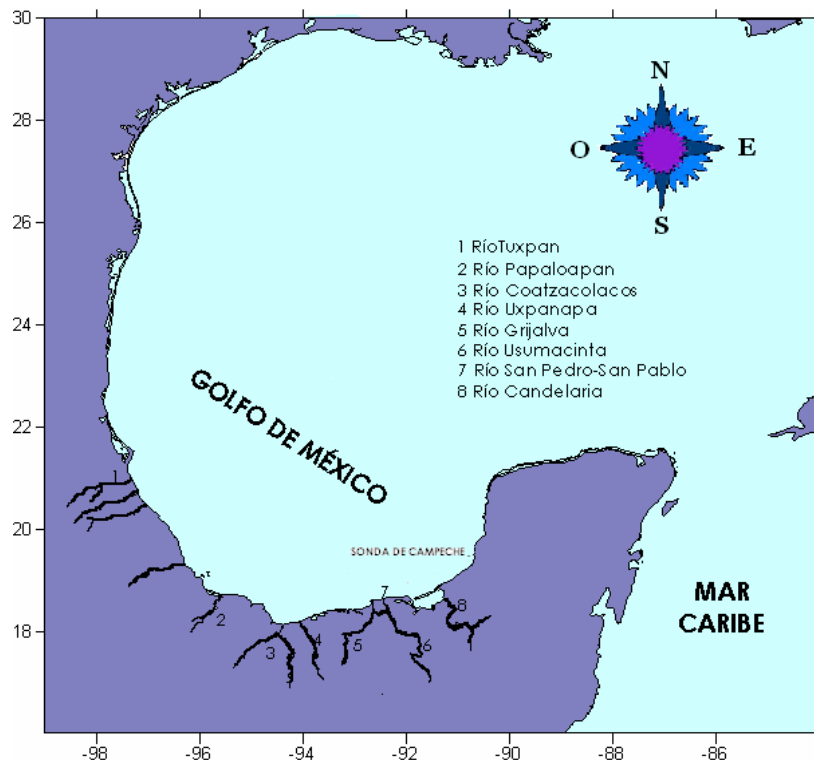 30
28
26
24
22
20
18
N
O
E
S
1 RíoTuxpan
2 Río Papaloapan
3 Río Coatzacolacos
4 Río Uxpanapa
5 Río Grijalva
6 Río Usumacinta
7 Río San Pedro-San Pablo
8 Río Candelaria
GOLFO DE MÉXICO
1
SONDA DE CAMPECHE
7
8
2
3
4
5
6
MAR
CARIBE
-98
-96
-94
-92
-90
-88
-86